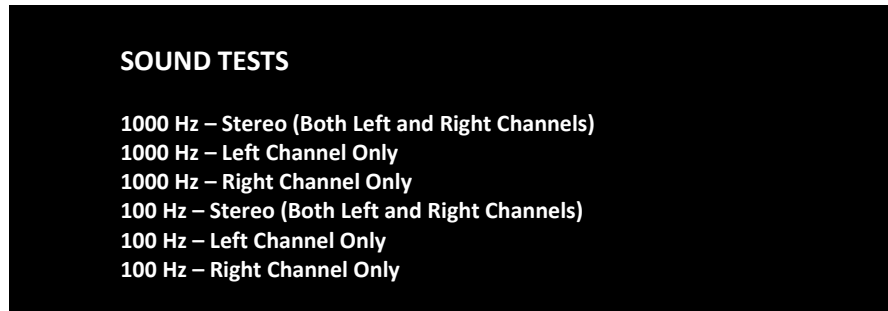 SOUND TESTS
1000 Hz – Stereo (Both Left and Right Channels)
1000 Hz – Left Channel Only
1000 Hz – Right Channel Only
100 Hz – Stereo (Both Left and Right Channels)
100 Hz – Left Channel Only
100 Hz – Right Channel Only